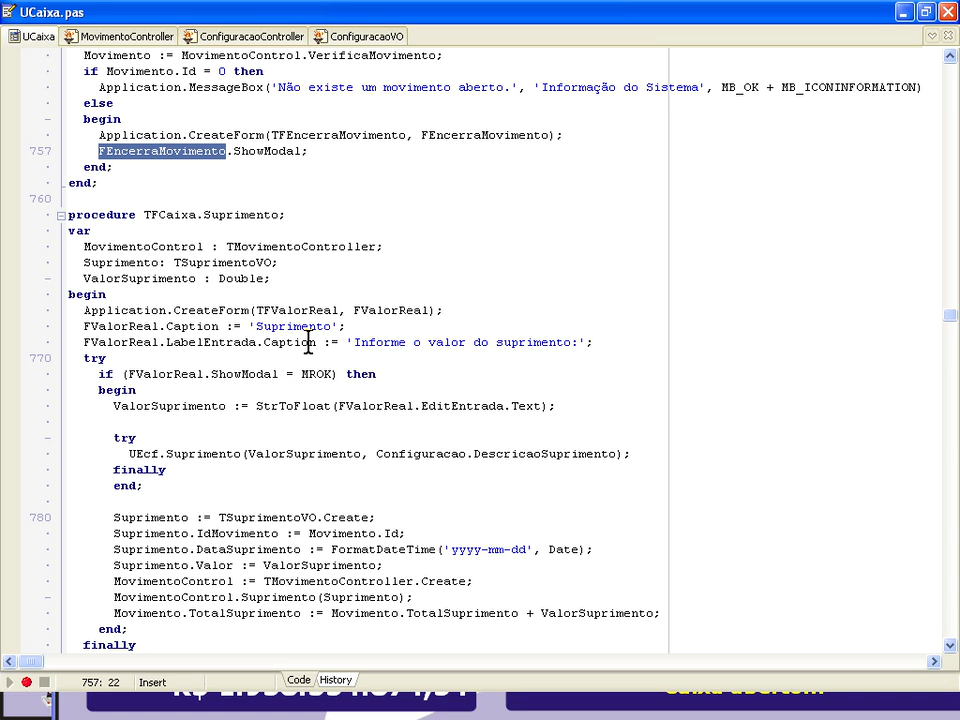 UCaixa.pas
UCaixa MovimentoController ConfiguracaoController ConfiguracaoVO
Movimento := MovimentoControl.VerificaMovimento;
if Movimento.Id = 0 then
Application.MessageBox('Não existe um movimento aberto.', 'Informação do Sistema', MB_OK + MB_ICONINFORMATION)
else
begin
Application.CreateForm(TFEncerraMovimento, FEncerraMovimento);
757 FEncerraMovimento.ShowModal;
end;
end;
760
procedure TFCaixa.Suprimento;
var
MovimentoControl : TMovimentoController;
Suprimento: TSuprimentoVO;
ValorSuprimento : Double;
begin
Application.CreateForm(TFValorReal, FValorReal);
FValorReal.Caption := 'Suprimento';
FValorReal.LabelEntrada.Caption := 'Informe o valor do suprimento:';
770 try
if (FValorReal.ShowModal = MROK) then
begin
ValorSuprimento := StrToFloat(FValorReal.EditEntrada.Text);
try
UEcf.Suprimento(ValorSuprimento, Configuracao.DescricaoSuprimento);
finally
end;
780 Suprimento := TSuprimentoVO.Create;
Suprimento.IdMovimento := Movimento.Id;
Suprimento.DataSuprimento := FormatDateTime('yyyy-mm-dd', Date);
Suprimento.Valor := ValorSuprimento;
MovimentoControl := TMovimentoController.Create;
MovimentoControl.Suprimento(Suprimento);
Movimento.TotalSuprimento := Movimento.TotalSuprimento + ValorSuprimento;
end;
finally
757: 22 Insert Code History